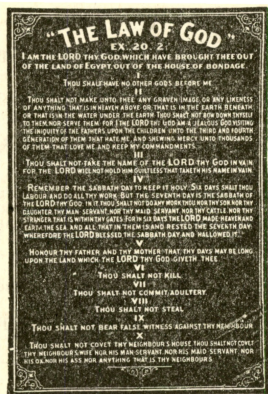 "THE LAW OF GOD"
EX. 20. 2.
I AM THE LORD THY GOD, WHICH HAVE BROUGHT THEE OUT
OF THE LAND OF EGYPT, OUT OF THE HOUSE OF BONDAGE.
I
THOU SHALT HAVE NO OTHER GODS BEFORE ME.
II
THOU SHALT NOT MAKE UNTO THEE ANY GRAVEN IMAGE, OR ANY LIKENESS
OF ANYTHING THAT IS IN HEAVEN ABOVE OR THAT IS IN THE EARTH BENEATH
OR THAT IS IN THE WATER UNDER THE EARTH THOU SHALT NOT BOW DOWN THYSELF
TO THEM, NOR SERVE THEM: FOR I THE LORD THY GOD AM A JEALOUS GOD VISITING
THE INIQUITY OF THE FATHERS UPON THE CHILDREN UNTO THE THIRD AND FOURTH
GENERATION OF THEM THAT HATE ME, AND SHEWING MERCY UNTO THOUSANDS
OF THEM THAT LOVE ME AND KEEP MY COMMANDMENTS.
III
THOU SHALT NOT TAKE THE NAME OF THE LORD THY GOD IN VAIN
FOR THE LORD WILL NOT HOLD HIM GUILTLESS THAT TAKETH HIS NAME IN VAIN.
IV
REMEMBER THE SABBATH DAY TO KEEP IT HOLY. SIX DAYS SHALT THOU
LABOUR AND DO ALL THY WORK. BUT THE SEVENTH DAY IS THE SABBATH OF
THE LORD THY GOD. IN IT THOU SHALT NOT DO ANY WORK THOU NOR THY SON NOR THY
DAUGHTER THY MAN SERVANT, NOR THY MAID SERVANT NOR THY CATTLE NOR THY
STRANGER THAT IS WITHIN THY GATES FOR IN SIX DAYS THE LORD MADE HEAVEN AND
EARTH THE SEA AND ALL THAT IN THEM IS AND RESTED THE SEVENTH DAY
WHEREFORE THE LORD BLESSED THE SABBATH DAY AND HALLOWED IT.
HONOUR THY FATHER AND THY MOTHER THAT THY DAYS MAY BE LONG
UPON THE LAND WHICH THE LORD THY GOD GIVETH THEE
VI
THOU SHALT NOT KILL
VII
THOU SHALT NOT COMMIT ADULTERY
VIII
THOU SHALT NOT STEAL
IX
THOU SHALT NOT BEAR FALSE WITNESS AGAINST THY NEIGHBOUR
X
THOU SHALT NOT COVET THY NEIGHBOUR'S HOUSE, THOU SHALT NOT COVET
THY NEIGHBOUR'S WIFE NOR HIS MAN SERVANT, NOR HIS MAID SERVANT, NOR
HIS OX, NOR HIS ASS NOR ANYTHING THAT IS THY NEIGHBOURS